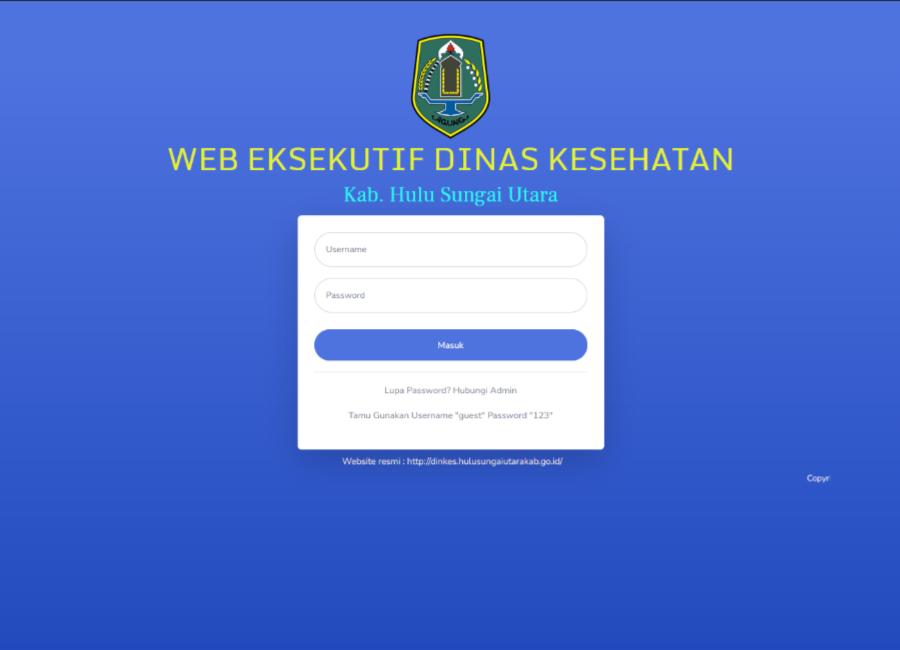 AGUNG
WEB EKSEKUTIF DINAS KESEHATAN
Kab. Hulu Sungai Utara
Username
Password
Masuk
Lupa Password? Hubungi Admin
Tamu Gunakan Username "guest" Password "123"
Website resmi : http://dinkes.hulusungaiutarakab.go.id/
Copyr